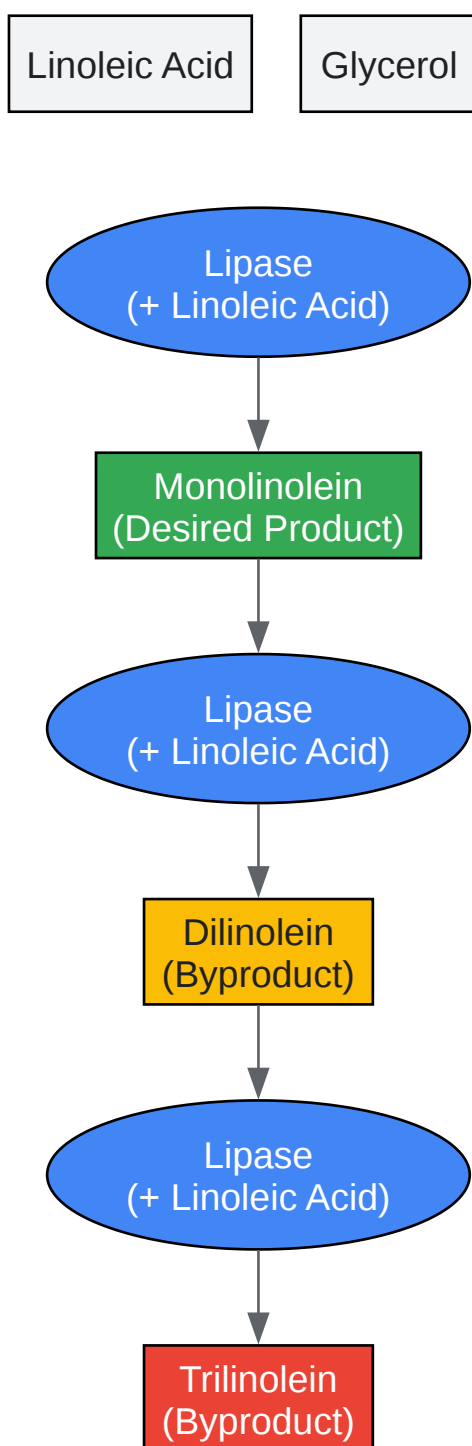 Linoleic Acid
Glycerol
Lipase
(+ Linoleic Acid)
Monolinolein
(Desired Product)
Lipase
(+ Linoleic Acid)
Dilinolein
(Byproduct)
Lipase
(+ Linoleic Acid)
Trilinolein
(Byproduct)